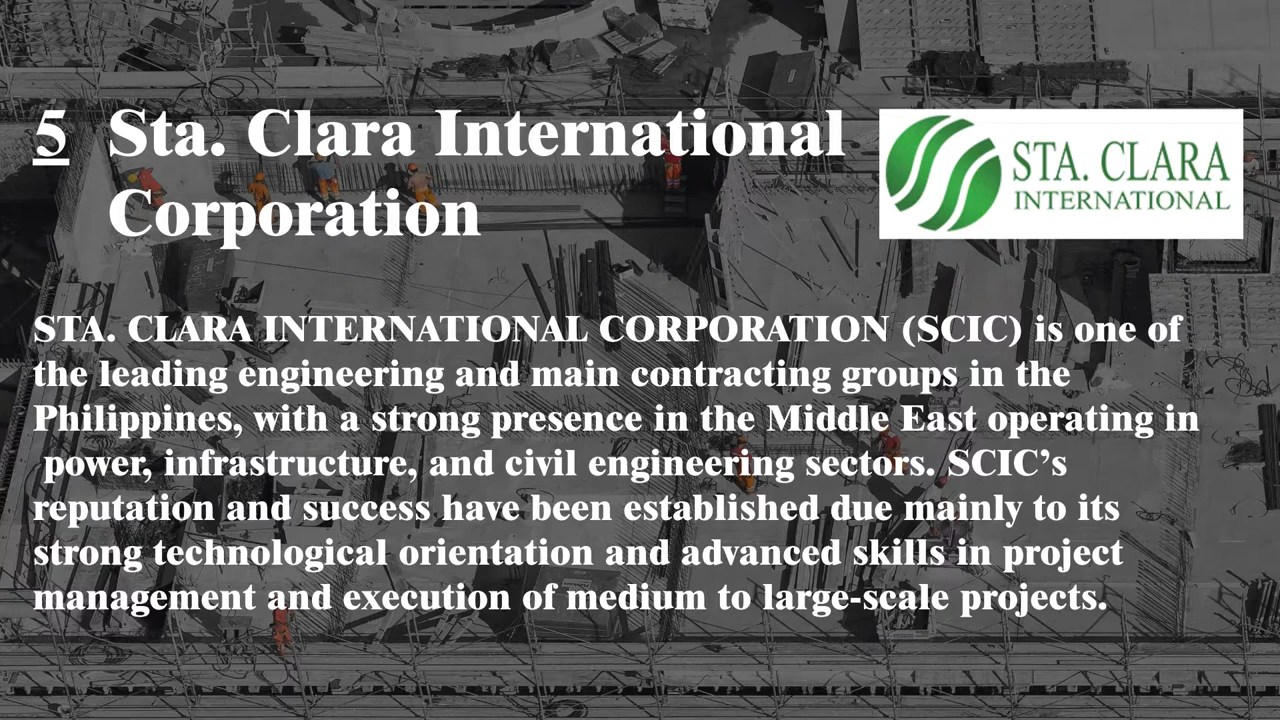 5 Sta. Clara International
Corporation
STA. CLARA
INTERNATIONAL
STA. CLARA INTERNATIONAL CORPORATION (SCIC) is one of
the leading engineering and main contracting groups in the
Philippines, with a strong presence in the Middle East operating in
power, infrastructure, and civil engineering sectors. SCIC’s
reputation and success have been established due mainly to its
strong technological orientation and advanced skills in project
management and execution of medium to large-scale projects.